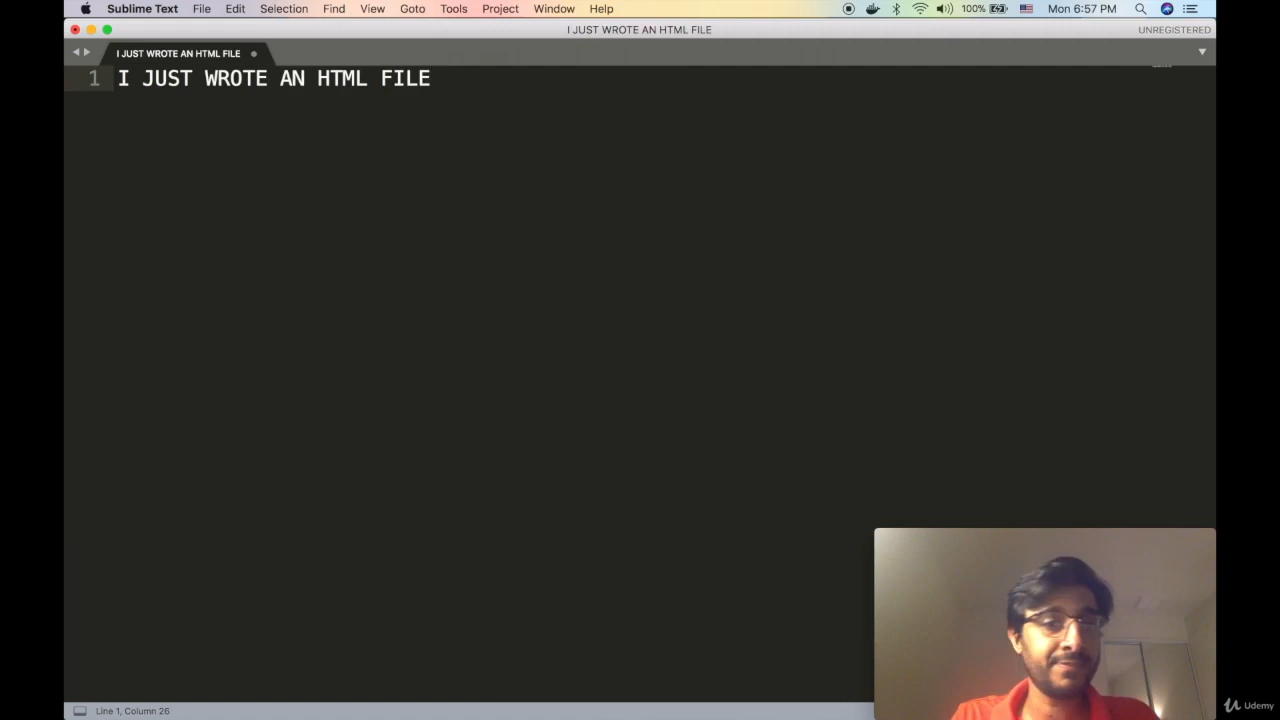 Sublime Text File Edit Selection Find View Goto Tools Project Window Help 100% Mon 6:57 PM
I JUST WROTE AN HTML FILE UNREGISTERED
I JUST WROTE AN HTML FILE
1 I JUST WROTE AN HTML FILE
Line 1, Column 26
Udemy